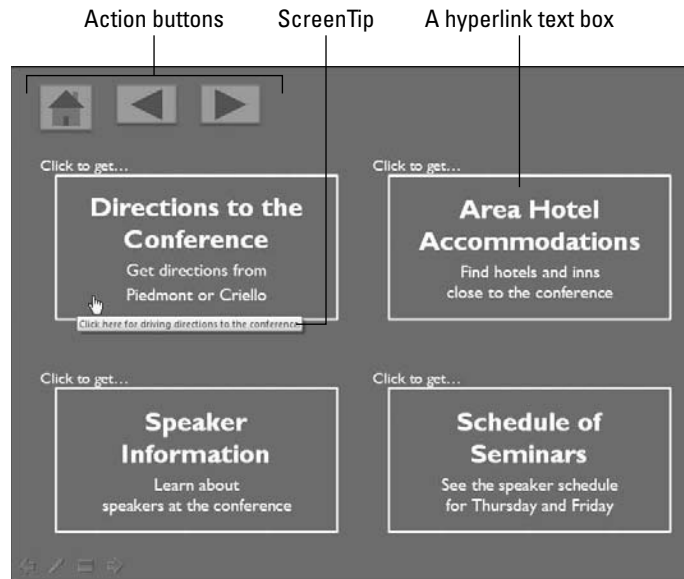 Action buttons ScreenTip A hyperlink text box
Click to get...
Directions to the
Conference
Get directions from
Piedmont or Criello
Click here for driving directions to the conference
Click to get...
Area Hotel
Accommodations
Find hotels and inns
close to the conference
Click to get...
Speaker
Information
Learn about
speakers at the conference
Click to get...
Schedule of
Seminars
See the speaker schedule
for Thursday and Friday